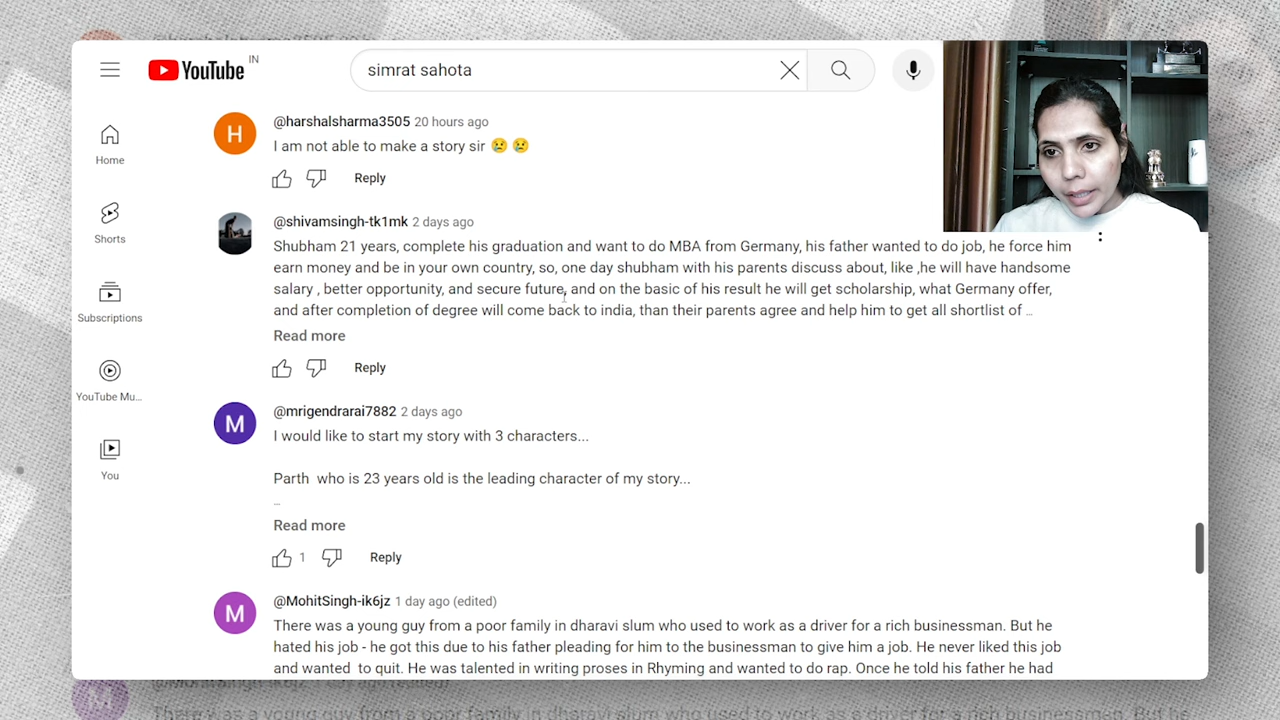 YouTube IN
simrat sahota
Home
Shorts
Subscriptions
YouTube Mu...
You
H
@harshalsharma3505 20 hours ago
I am not able to make a story sir 😢 😢
Reply
@shivamsingh-tk1mk 2 days ago
Shubham 21 years, complete his graduation and want to do MBA from Germany, his father wanted to do job, he force him
earn money and be in your own country, so, one day shubham with his parents discuss about, like ,he will have handsome
salary , better opportunity, and secure future, and on the basic of his result he will get scholarship, what Germany offer,
and after completion of degree will come back to india, than their parents agree and help him to get all shortlist of ...
Read more
Reply
M
@mrigendrarai7882 2 days ago
I would like to start my story with 3 characters...
Parth who is 23 years old is the leading character of my story...
...
Read more
1
Reply
M
@MohitSingh-ik6jz 1 day ago (edited)
There was a young guy from a poor family in dharavi slum who used to work as a driver for a rich businessman. But he
hated his job - he got this due to his father pleading for him to the businessman to give him a job. He never liked this job
and wanted to quit. He was talented in writing proses in Rhyming and wanted to do rap. Once he told his father he had